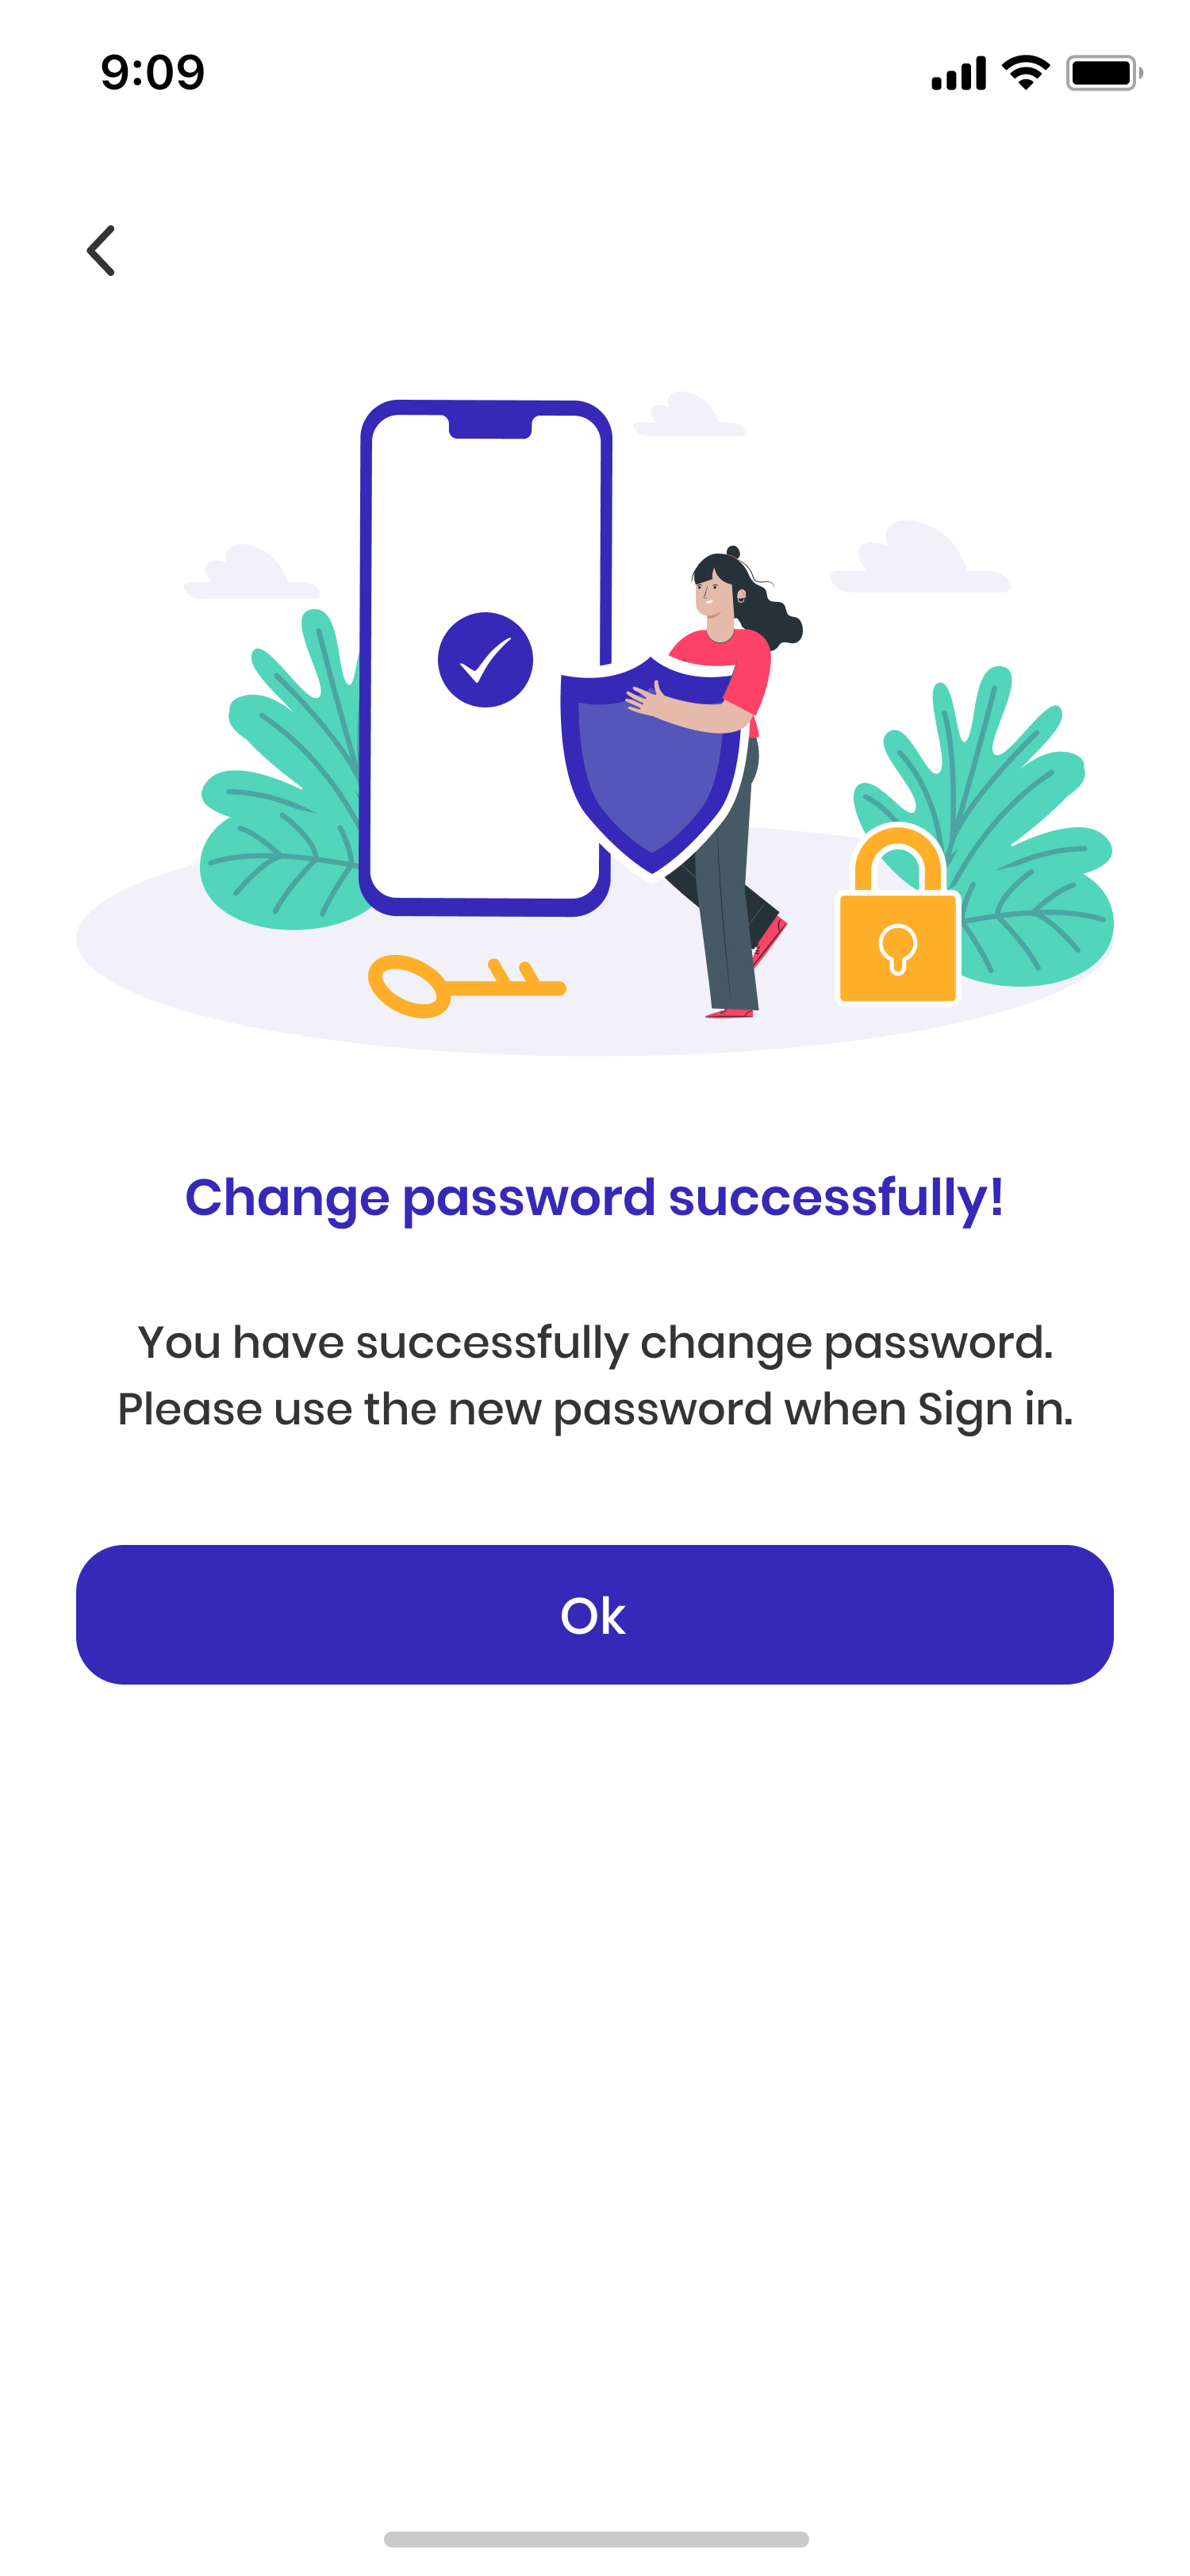 9:09
Change password successfully!
You have successfully change password.
Please use the new password when Sign in.
Ok